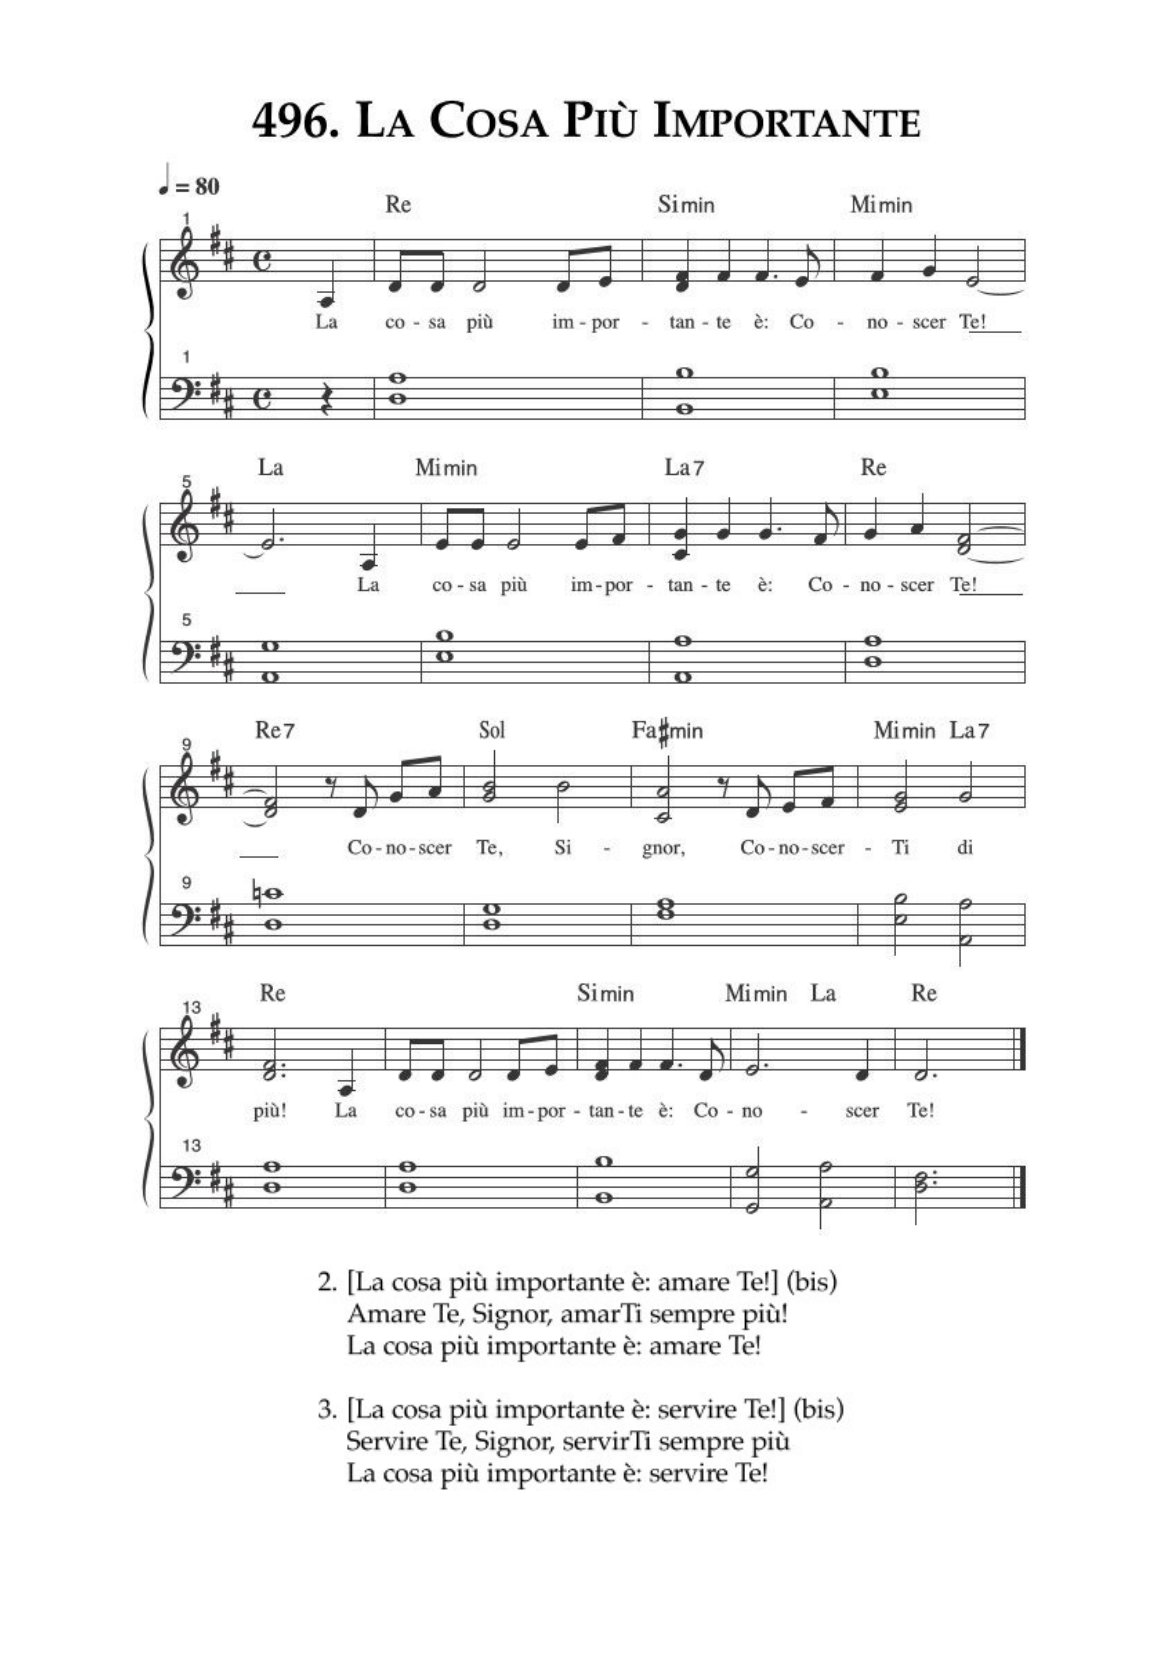 496. La Cosa Più Importante
= 80
Re Simin Mimin
1
La co - sa più im - por - tan - te è: Co - no - scer Te!
1
La Mimin La7 Re
5
La co - sa più im - por - tan - te è: Co - no - scer Te!
5
Re7 Sol Fa♯min Mimin La7
9
Co - no - scer Te, Si - gnor, Co - no - scer - Ti di
9
Re Simin Mimin La Re
13
più! La co - sa più im - por - tan - te è: Co - no - scer Te!
13
2. [La cosa più importante è: amare Te!] (bis)
Amare Te, Signor, amarTi sempre più!
La cosa più importante è: amare Te!
3. [La cosa più importante è: servire Te!] (bis)
Servire Te, Signor, servirTi sempre più
La cosa più importante è: servire Te!